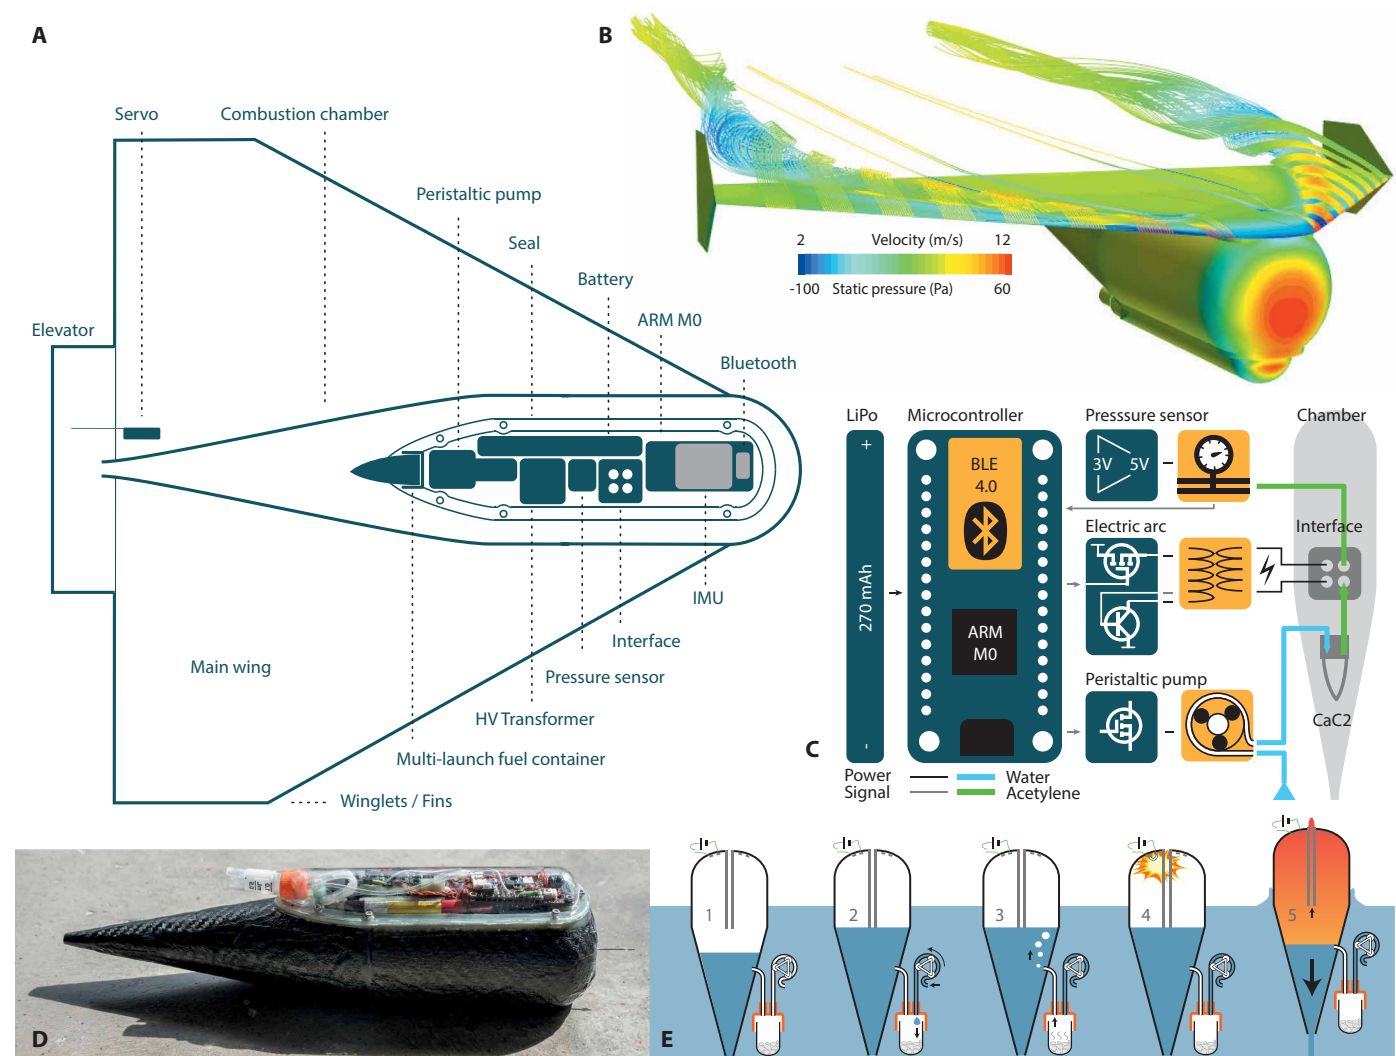 A
B
Servo
Combustion chamber
Peristaltic pump
Seal
Battery
ARM M0
Bluetooth
Elevator
IMU
Interface
Main wing
Pressure sensor
HV Transformer
Multi-launch fuel container
Winglets / Fins
2 Velocity (m/s) 12
-100 Static pressure (Pa) 60
LiPo
Microcontroller
Presssure sensor
Chamber
+
BLE
4.0
3V 5V
Electric arc
Interface
270 mAh
ARM
M0
Peristaltic pump
CaC2
-
C
Power
Water
Signal
Acetylene
D
E
1
2
3
4
5